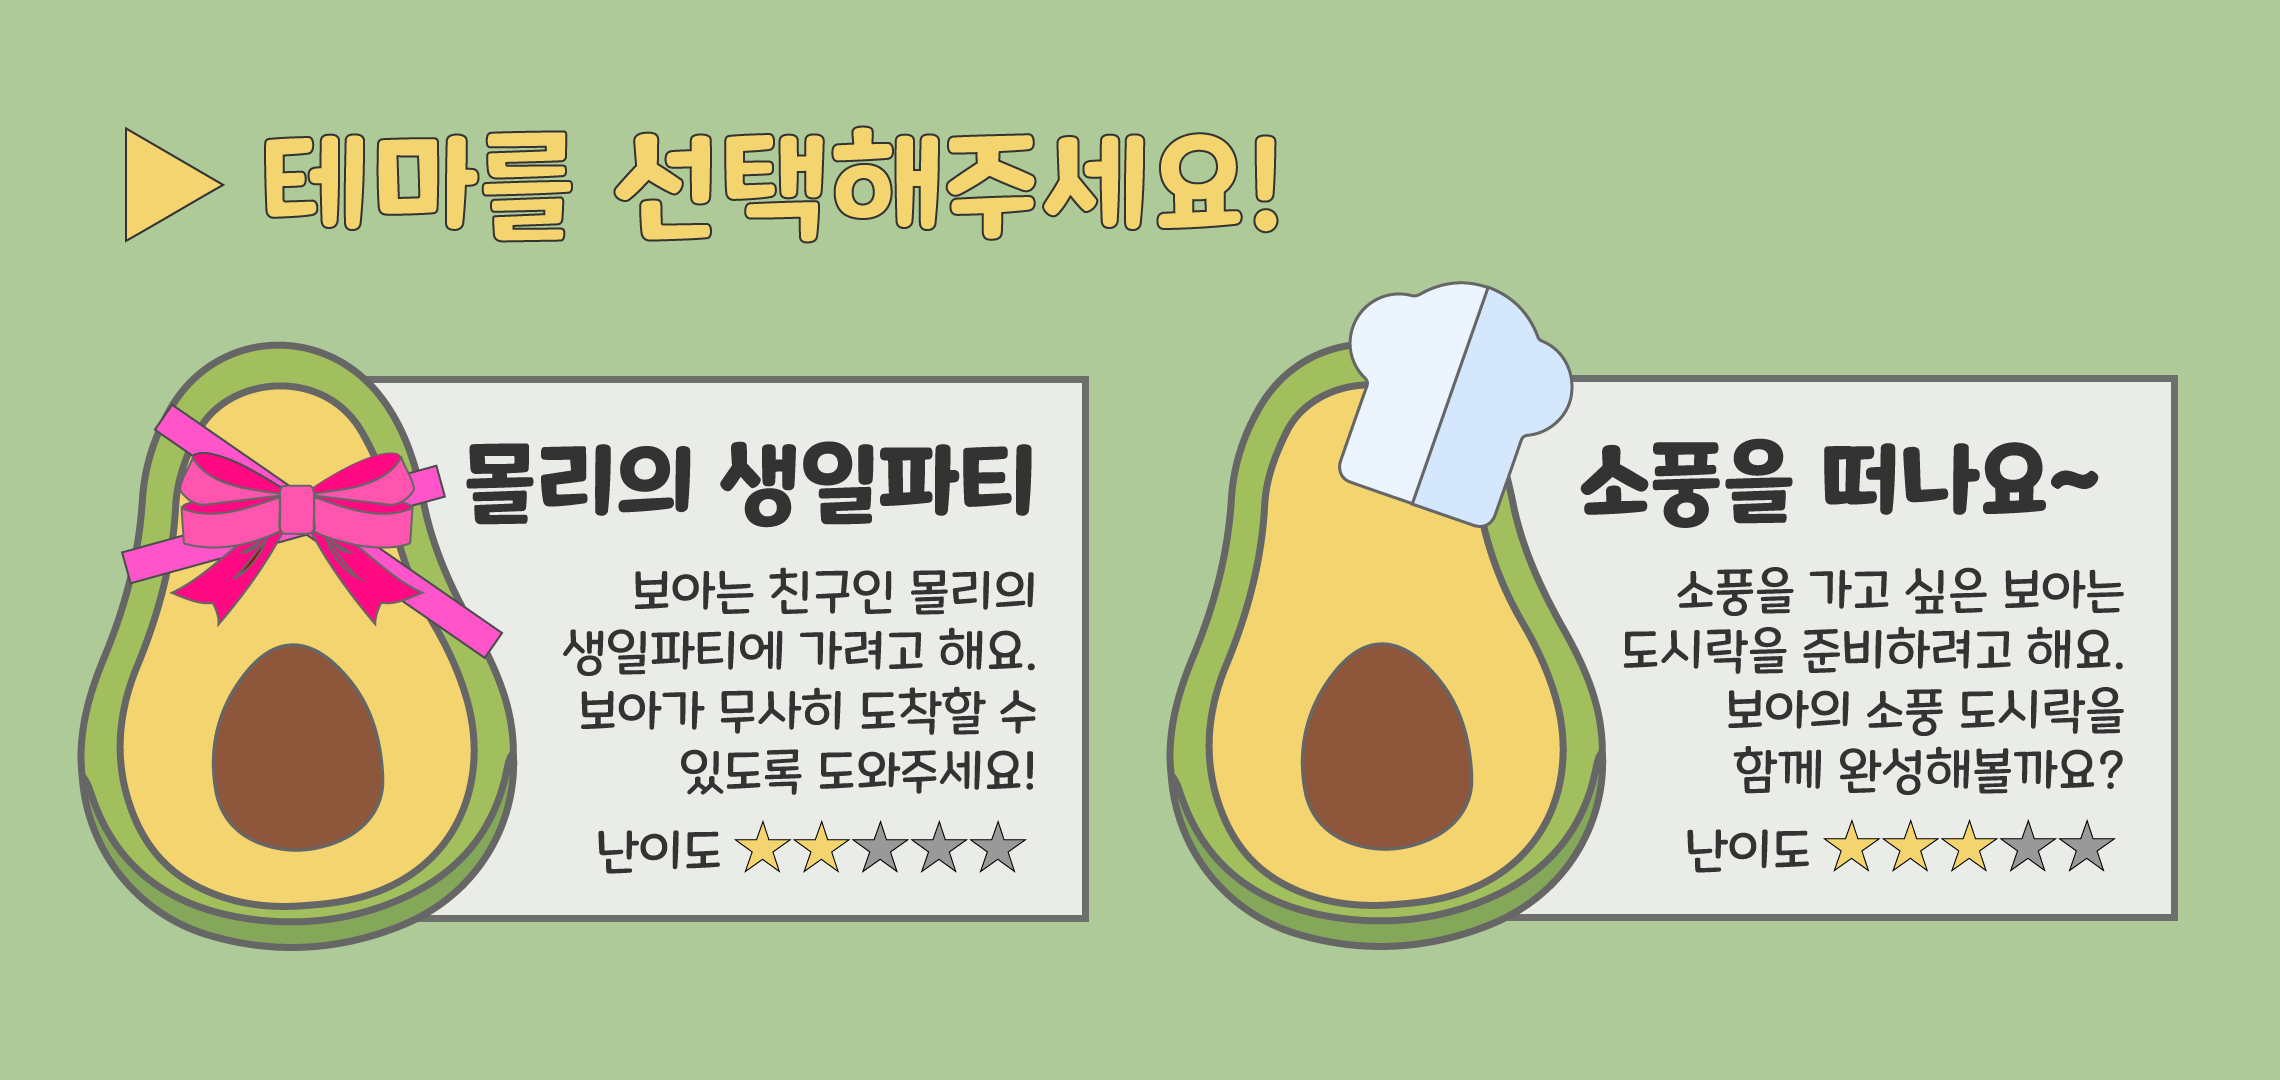 테마를 선택해주세요!
몰리의 생일파티
보아는 친구인 몰리의
생일파티에 가려고 해요.
보아가 무사히 도착할 수
있도록 도와주세요!
난이도
소풍을 떠나요~
소풍을 가고 싶은 보아는
도시락을 준비하려고 해요.
보아의 소풍 도시락을
함께 완성해볼까요?
난이도